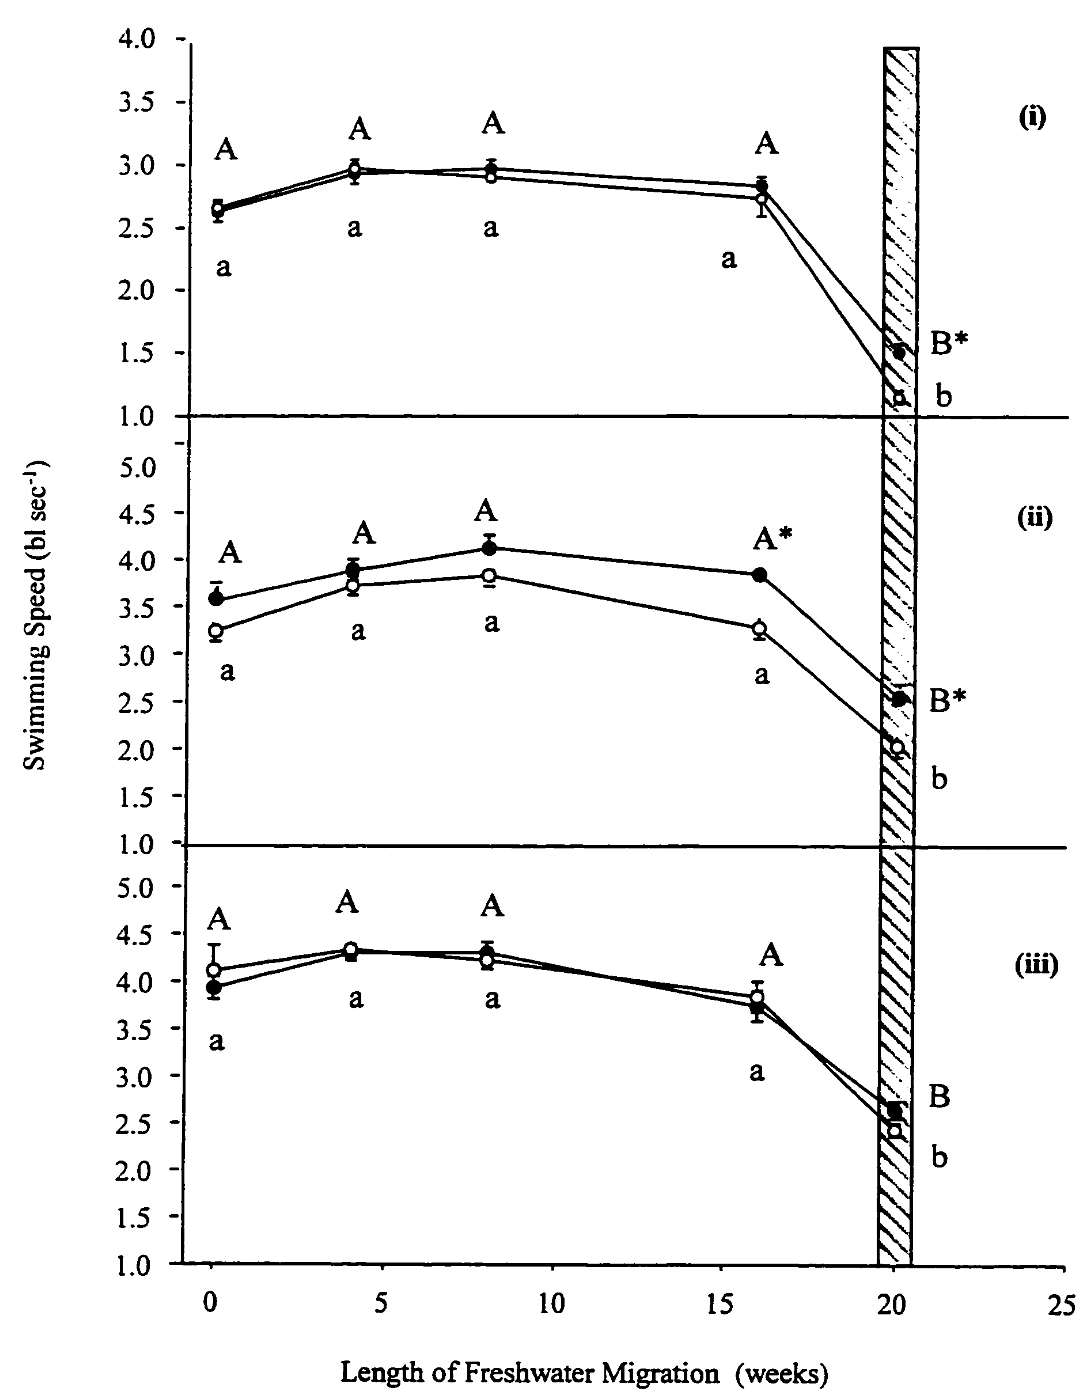 4.0
3.5
A A A A (i)
3.0
2.5 a a a a
2.0
1.5 B*
b
1.0
5.0
4.5 A A A A* (ii)
4.0
3.5
3.0 a a a a
2.5 B*
2.0 b
1.5
1.0
5.0
4.5 A A A A (iii)
4.0 a a a a
3.5
3.0 B
2.5
2.0 b
1.5
1.0
0 5 10 15 20 25
Swimming Speed (bl sec⁻¹)
Length of Freshwater Migration (weeks)